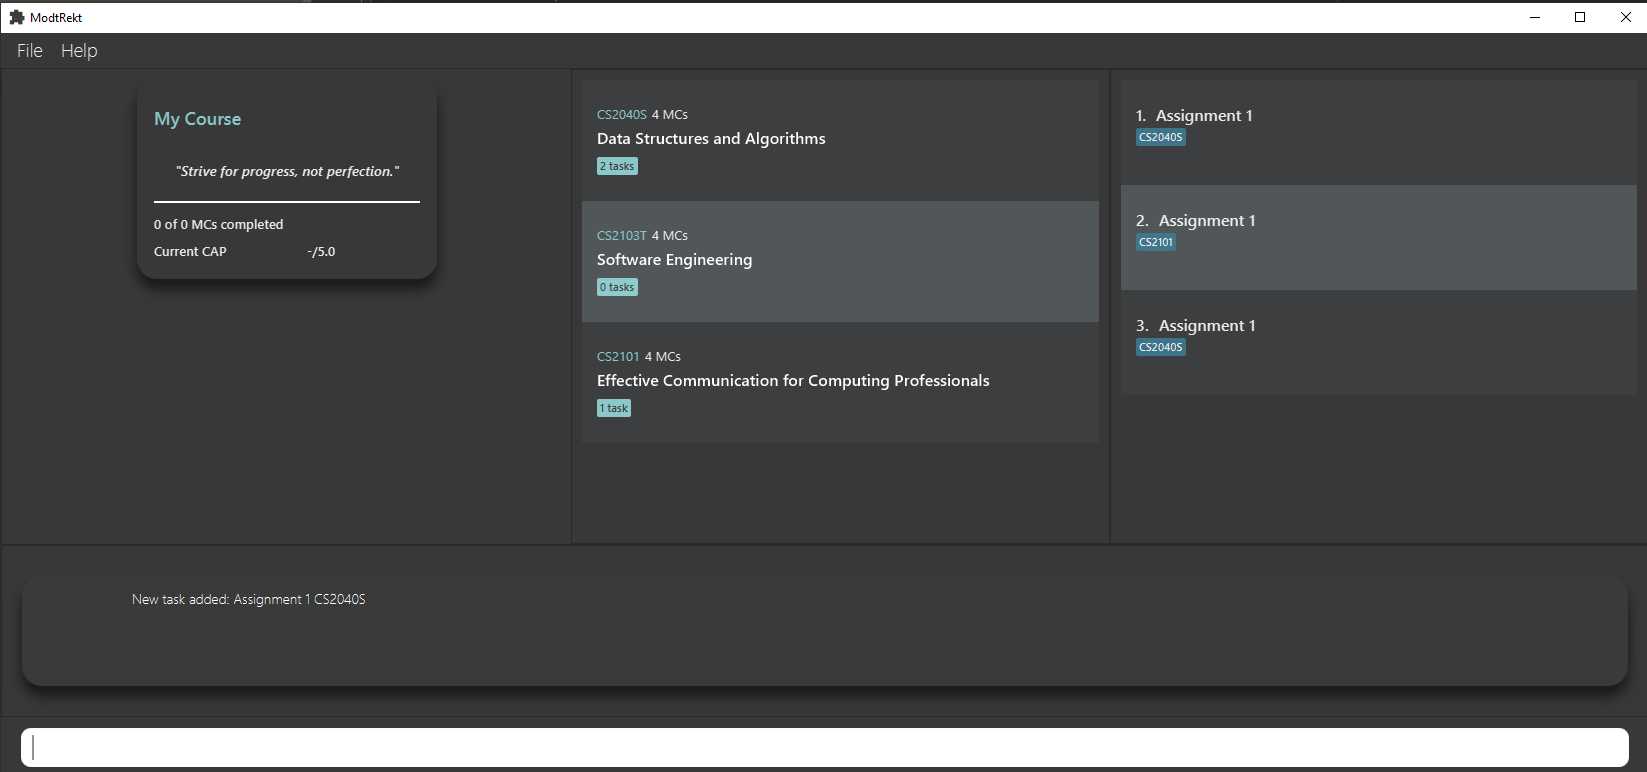 ModtRekt
File Help
My Course
"Strive for progress, not perfection."
0 of 0 MCs completed
Current CAP -/5.0
CS2040S 4 MCs
Data Structures and Algorithms
2 tasks
CS2103T 4 MCs
Software Engineering
0 tasks
CS2101 4 MCs
Effective Communication for Computing Professionals
1 task
1. Assignment 1
CS2040S
2. Assignment 1
CS2101
3. Assignment 1
CS2040S
New task added: Assignment 1 CS2040S